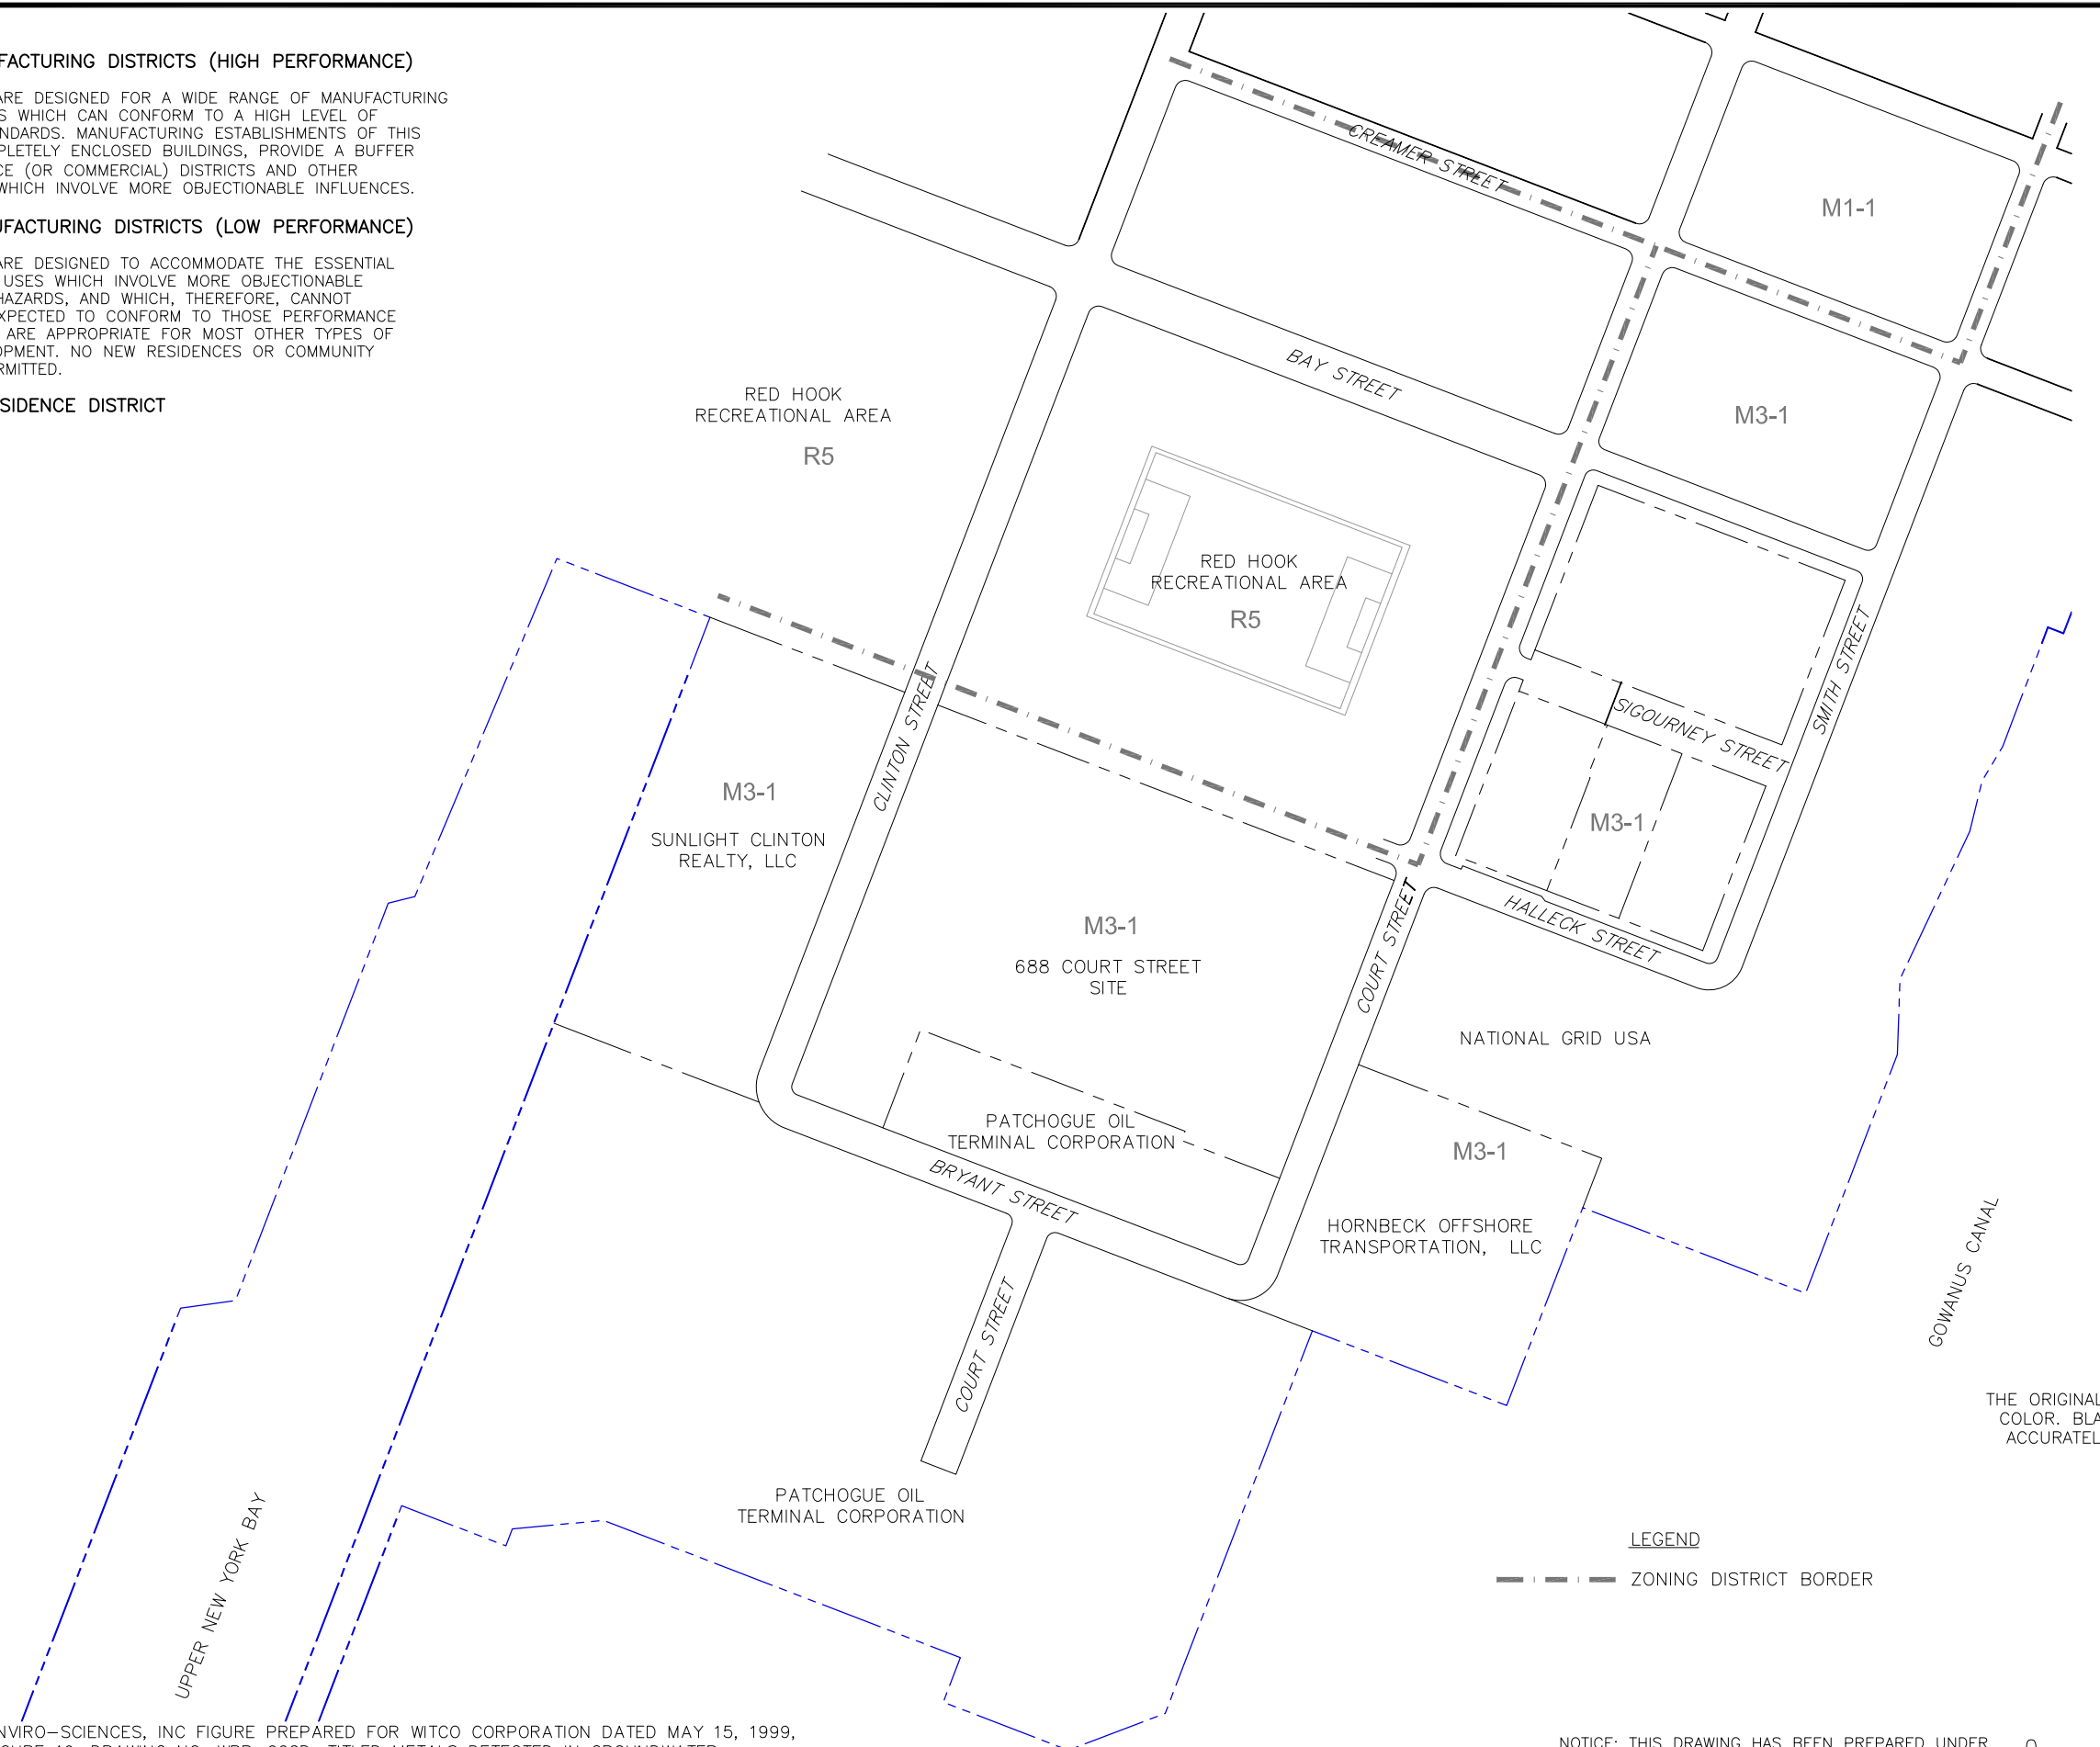 FACTURING DISTRICTS (HIGH PERFORMANCE)
ARE DESIGNED FOR A WIDE RANGE OF MANUFACTURING
S WHICH CAN CONFORM TO A HIGH LEVEL OF
NDARDS. MANUFACTURING ESTABLISHMENTS OF THIS
PLETELY ENCLOSED BUILDINGS, PROVIDE A BUFFER
CE (OR COMMERCIAL) DISTRICTS AND OTHER
WHICH INVOLVE MORE OBJECTIONABLE INFLUENCES.
UFACTURING DISTRICTS (LOW PERFORMANCE)
ARE DESIGNED TO ACCOMMODATE THE ESSENTIAL
USES WHICH INVOLVE MORE OBJECTIONABLE
HAZARDS, AND WHICH, THEREFORE, CANNOT
XPECTED TO CONFORM TO THOSE PERFORMANCE
ARE APPROPRIATE FOR MOST OTHER TYPES OF
OPMENT. NO NEW RESIDENCES OR COMMUNITY
RMITTED.
SIDENCE DISTRICT
CREAMER STREET
M1-1
BAY STREET
RED HOOK
RECREATIONAL AREA
R5
M3-1
RED HOOK
RECREATIONAL AREA
R5
SMITH STREET
SIGOURNEY STREET
CLINTON STREET
M3-1
SUNLIGHT CLINTON
REALTY, LLC
M3-1
HALLECK STREET
COURT STREET
M3-1
688 COURT STREET
SITE
NATIONAL GRID USA
PATCHOGUE OIL
TERMINAL CORPORATION
M3-1
BRYANT STREET
HORNBECK OFFSHORE
TRANSPORTATION, LLC
GOWANUS CANAL
COURT STREET
THE ORIGINAL
COLOR. BLA
ACCURATEL
PATCHOGUE OIL
TERMINAL CORPORATION
UPPER NEW YORK BAY
LEGEND
ZONING DISTRICT BORDER
NVIRO-SCIENCES, INC FIGURE PREPARED FOR WITCO CORPORATION DATED MAY 15, 1999,
NOTICE: THIS DRAWING HAS BEEN PREPARED UNDER